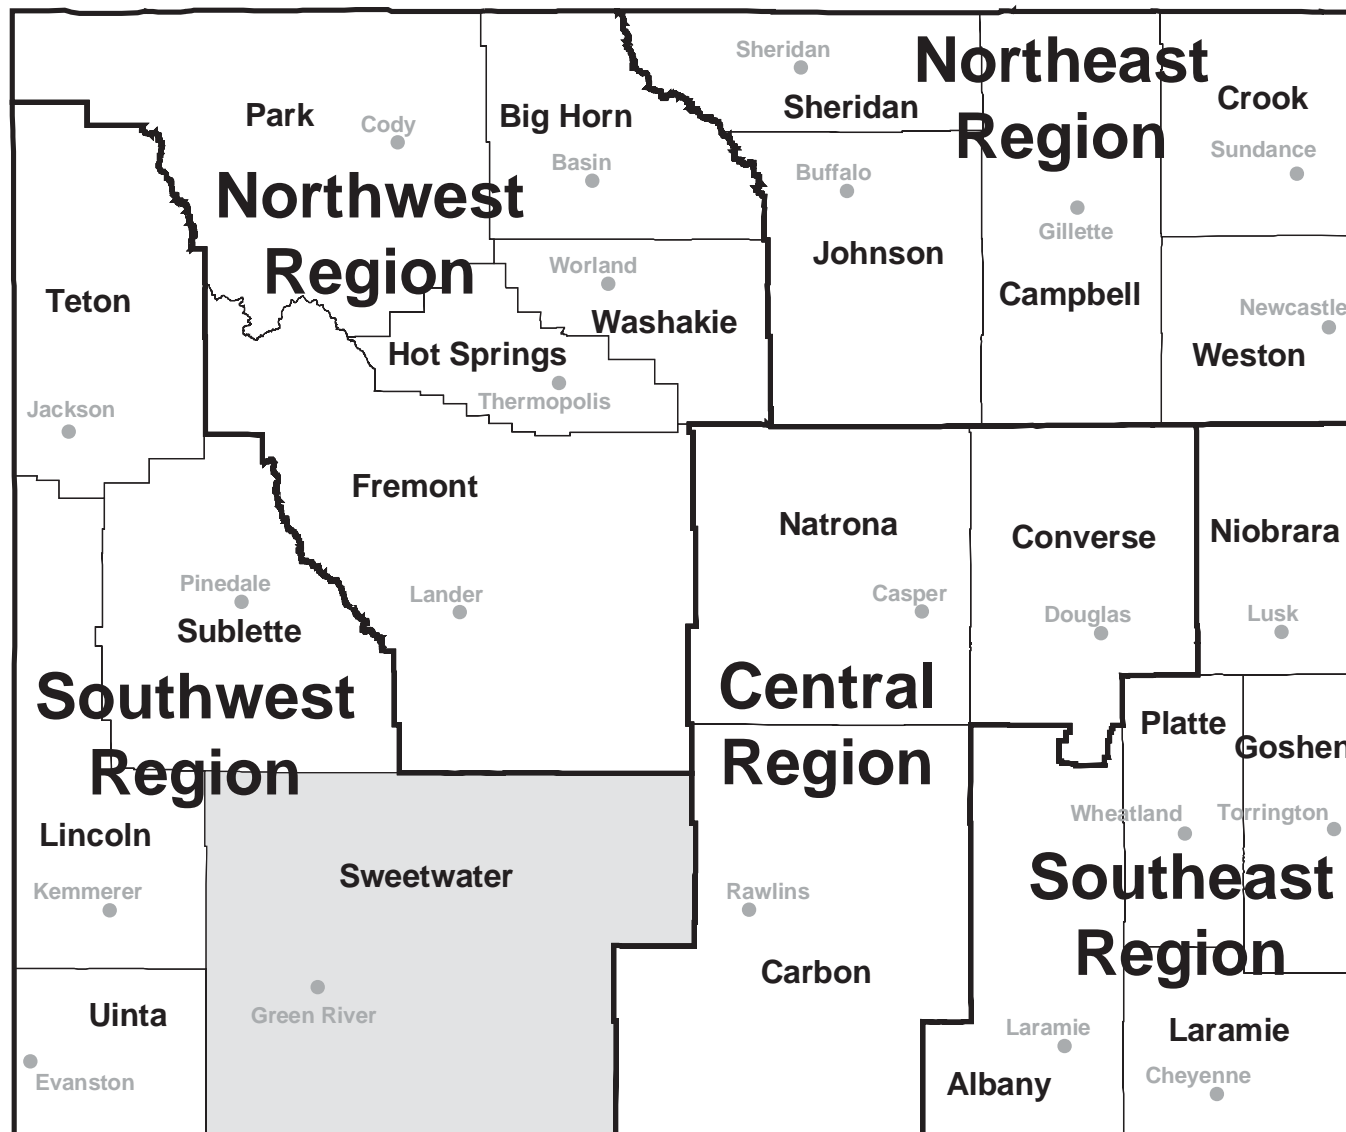 Sheridan
Northeast
Region
Crook
Park
Cody
Big Horn
Sheridan
Basin
Buffalo
Sundance
Northwest
Region
Gillette
Johnson
Worland
Teton
Campbell
Newcastle
Washakie
Hot Springs
Weston
Thermopolis
Jackson
Fremont
Natrona
Converse
Niobrara
Pinedale
Lander
Casper
Douglas
Lusk
Sublette
Southwest
Region
Central
Region
Platte
Goshen
Wheatland
Torrington
Lincoln
Sweetwater
Southeast
Region
Kemmerer
Rawlins
Carbon
Uinta
Green River
Laramie
Laramie
Evanston
Albany
Cheyenne